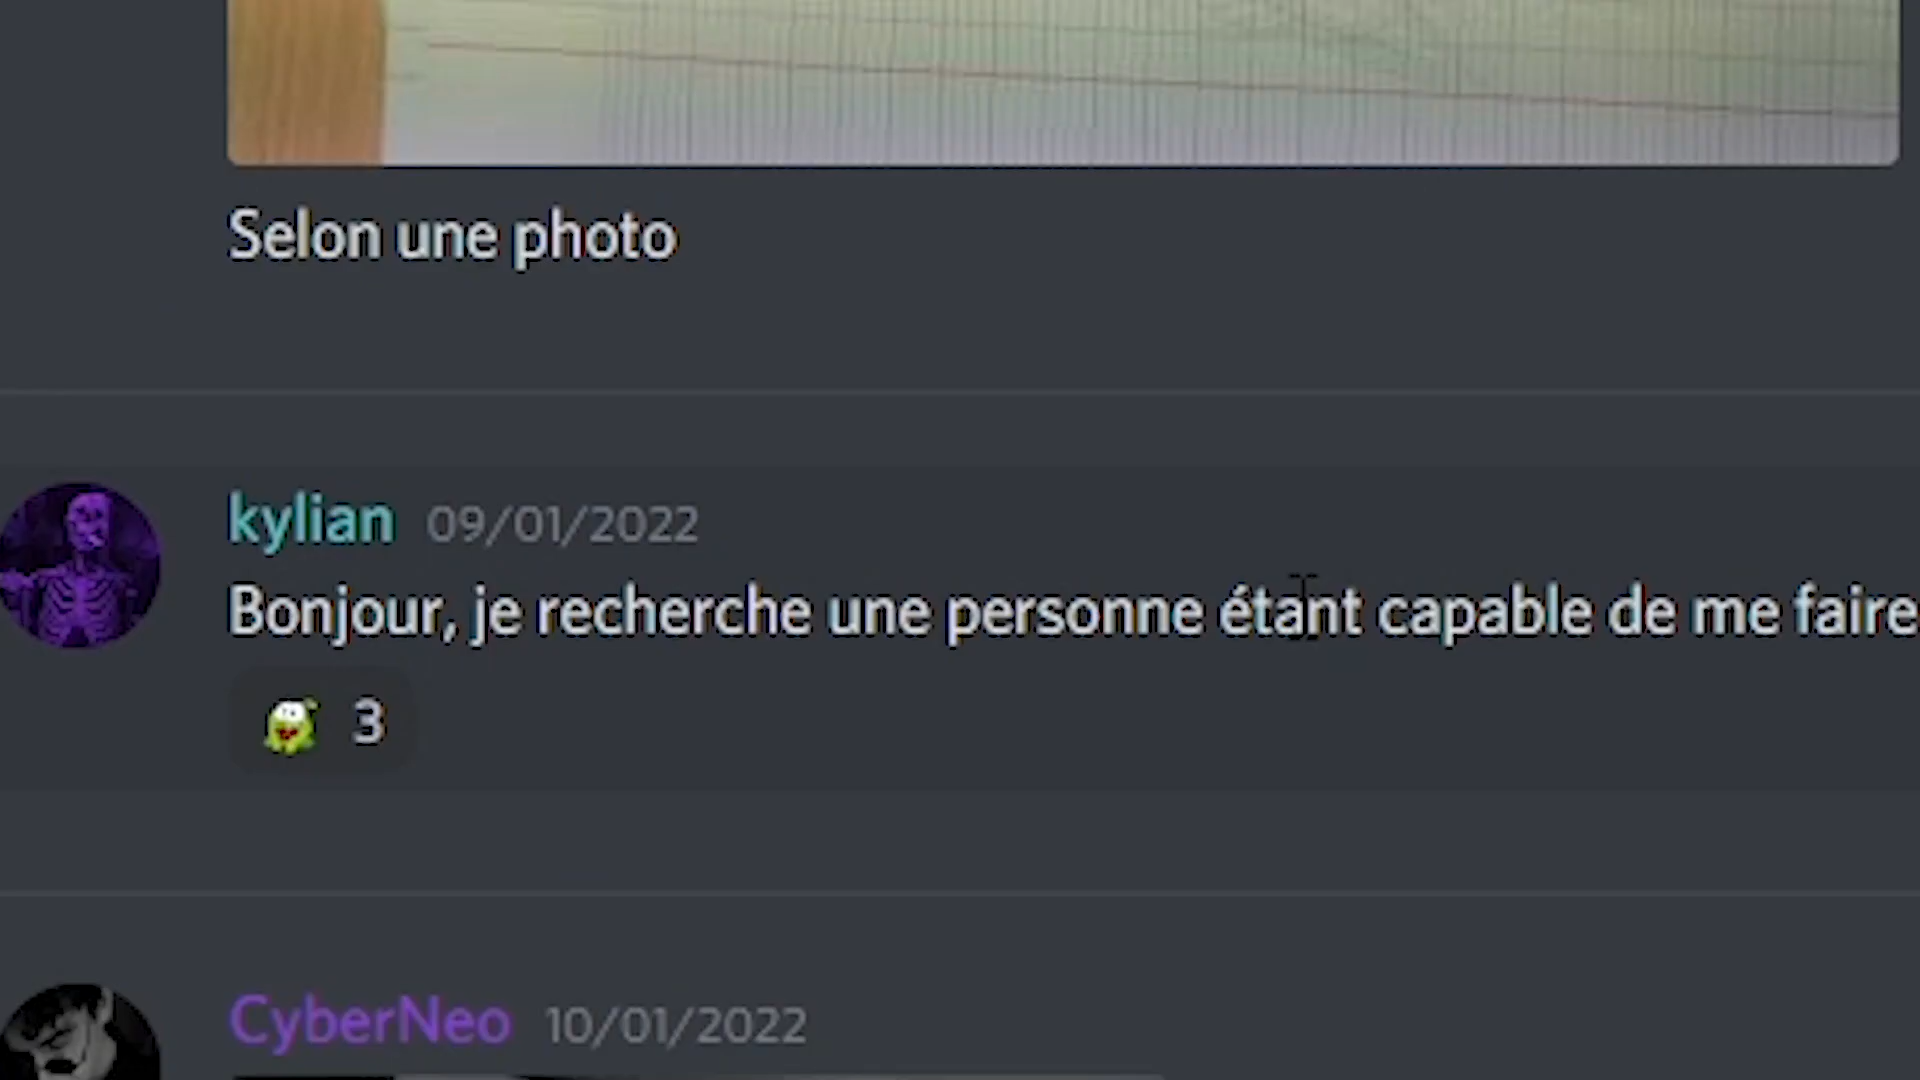 Selon une photo
kylian 09/01/2022
Bonjour, je recherche une personne étant capable de me faire
3
CyberNeo 10/01/2022